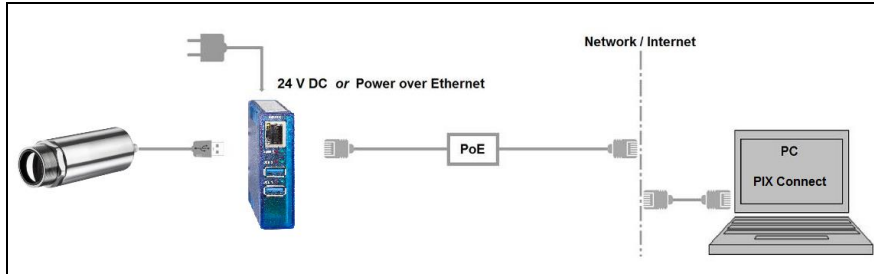 Network / Internet
24 V DC or Power over Ethernet
PoE
PC
PIX Connect